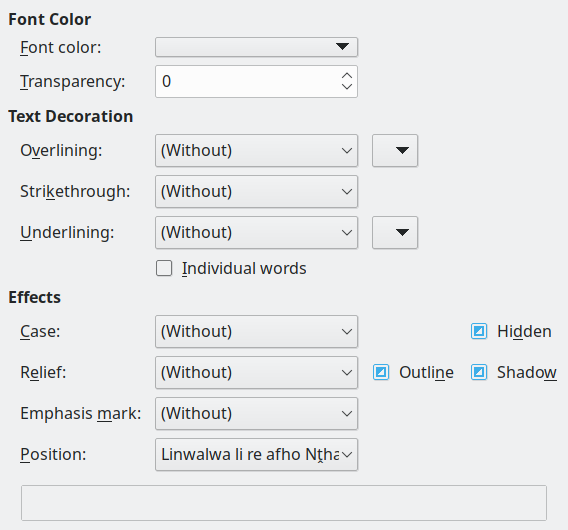 Font Color
Font color:
Transparency: 0
Text Decoration
Overlining: (Without)
Strikethrough: (Without)
Underlining: (Without)
Individual words
Effects
Case: (Without) Hidden
Relief: (Without) Outline Shadow
Emphasis mark: (Without)
Position: Linwalwa li re afho Nṱha